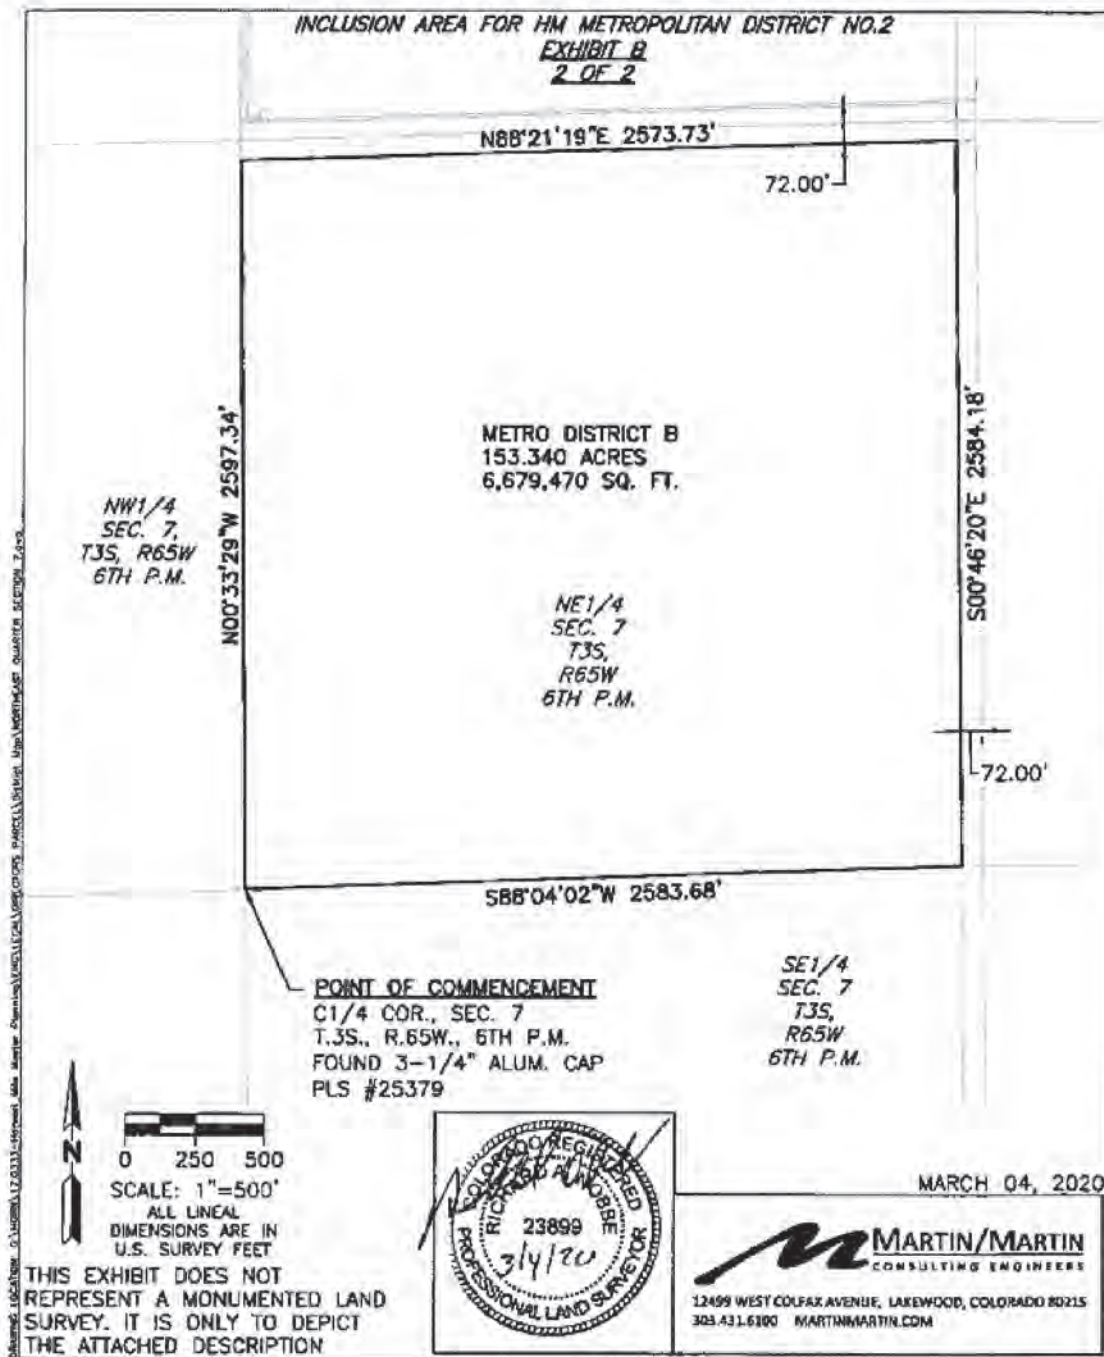 INCLUSION AREA FOR HM METROPOLITAN DISTRICT NO.2
EXHIBIT B
2 OF 2
N88°21'19"E 2573.73'
72.00'
N00°33'29"W 2597.34'
S00°46'20"E 2584.18'
METRO DISTRICT B
153.340 ACRES
6,679,470 SQ. FT.
NW1/4
SEC. 7,
T3S, R65W
6TH P.M.
NE1/4
SEC. 7
T3S,
R65W
6TH P.M.
72.00'
S88°04'02"W 2583.68'
POINT OF COMMENCEMENT
C1/4 COR., SEC. 7
T.3S., R.65W., 6TH P.M.
FOUND 3-1/4" ALUM. CAP
PLS #25379
SE1/4
SEC. 7
T3S,
R65W
6TH P.M.
N
0 250 500
SCALE: 1"=500'
ALL LINEAL
DIMENSIONS ARE IN
U.S. SURVEY FEET
THIS EXHIBIT DOES NOT
REPRESENT A MONUMENTED LAND
SURVEY. IT IS ONLY TO DEPICT
THE ATTACHED DESCRIPTION
COLORADO REGISTERED
RICHARD A. NOBBE
23899
3/4/20
PROFESSIONAL LAND SURVEYOR
MARCH 04, 2020
MARTIN/MARTIN
CONSULTING ENGINEERS
12499 WEST COLFAX AVENUE, LAKEWOOD, COLORADO 80215
303.431.6100 MARTINMARTIN.COM